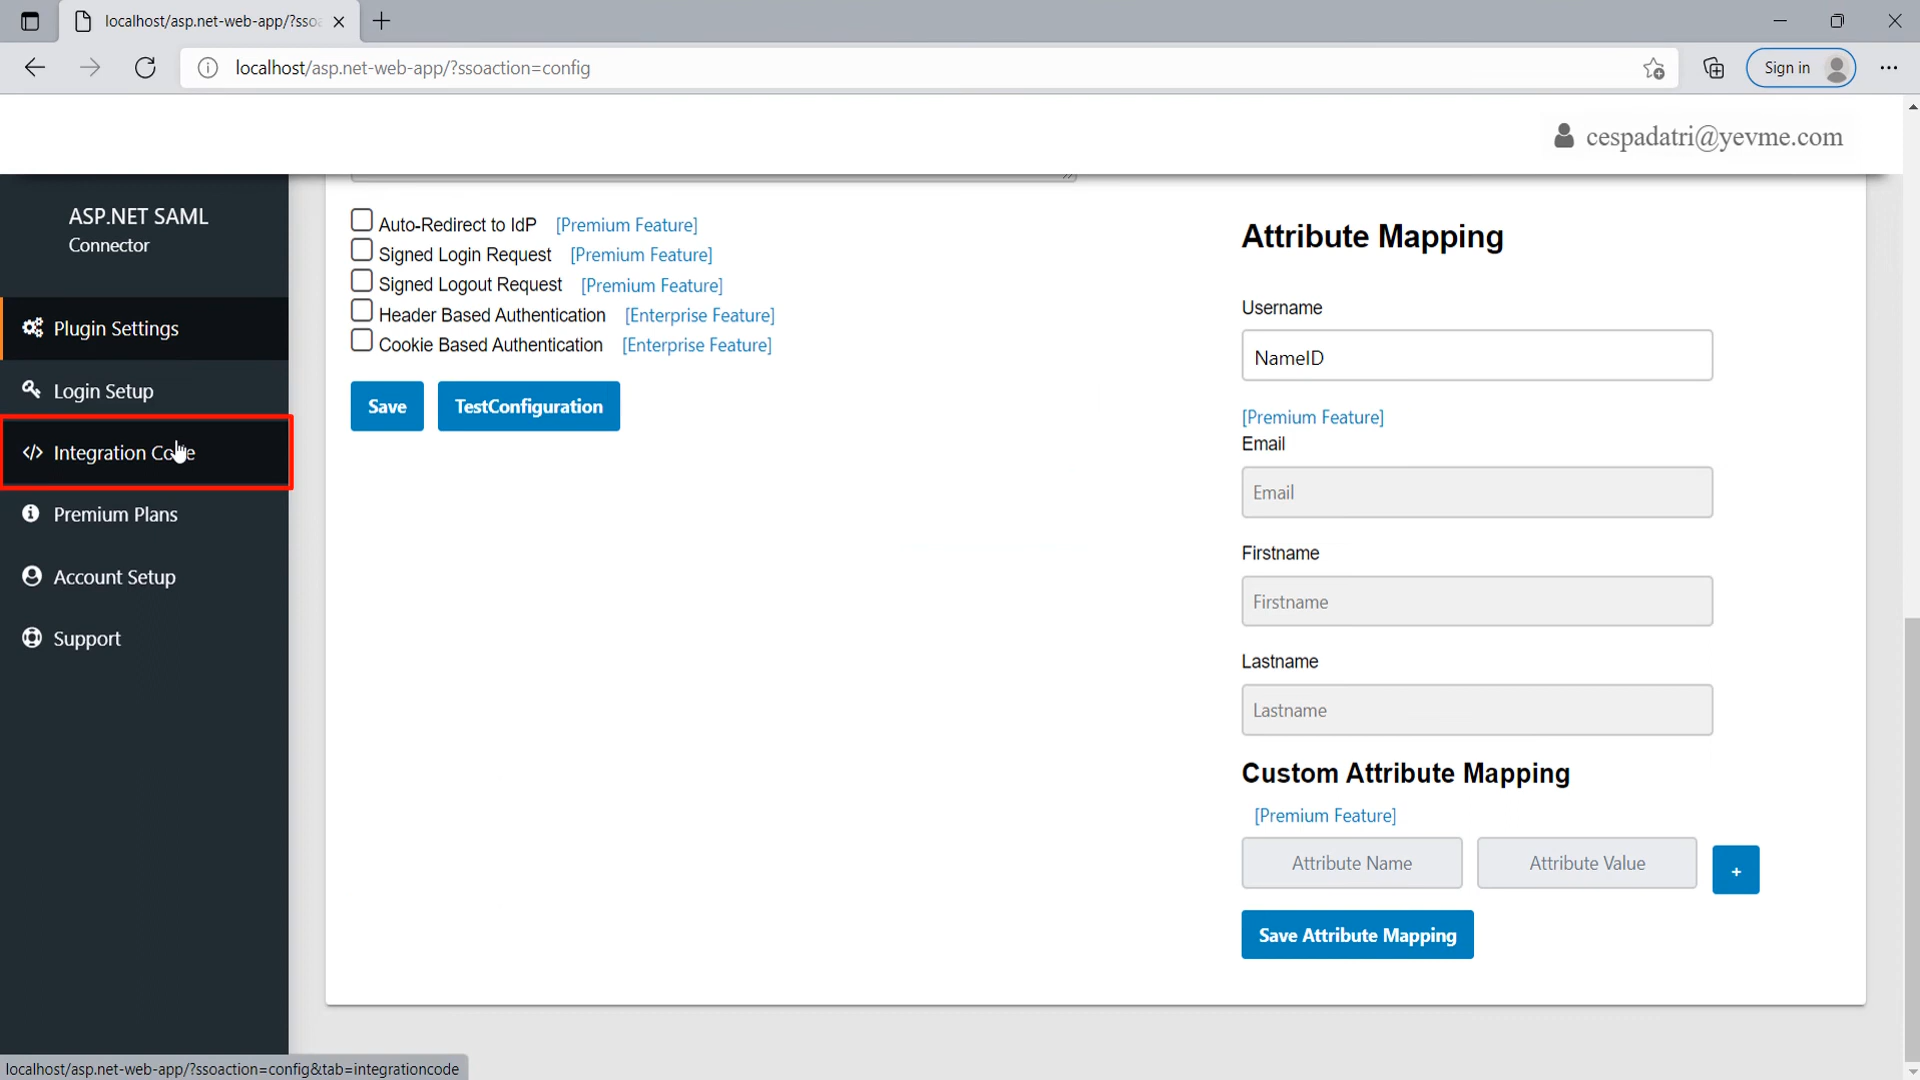 localhost/asp.net-web-app/?sso
localhost/asp.net-web-app/?ssoaction=config
Sign in
cespadatri@yevme.com
ASP.NET SAML
Connector
Plugin Settings
Login Setup
Integration Code
Premium Plans
Account Setup
Support
Auto-Redirect to IdP [Premium Feature]
Signed Login Request [Premium Feature]
Signed Logout Request [Premium Feature]
Header Based Authentication [Enterprise Feature]
Cookie Based Authentication [Enterprise Feature]
Save TestConfiguration
Attribute Mapping
Username
NameID
[Premium Feature]
Email
Email
Firstname
Firstname
Lastname
Lastname
Custom Attribute Mapping
[Premium Feature]
Attribute Name Attribute Value +
Save Attribute Mapping
localhost/asp.net-web-app/?ssoaction=config&tab=integrationcode